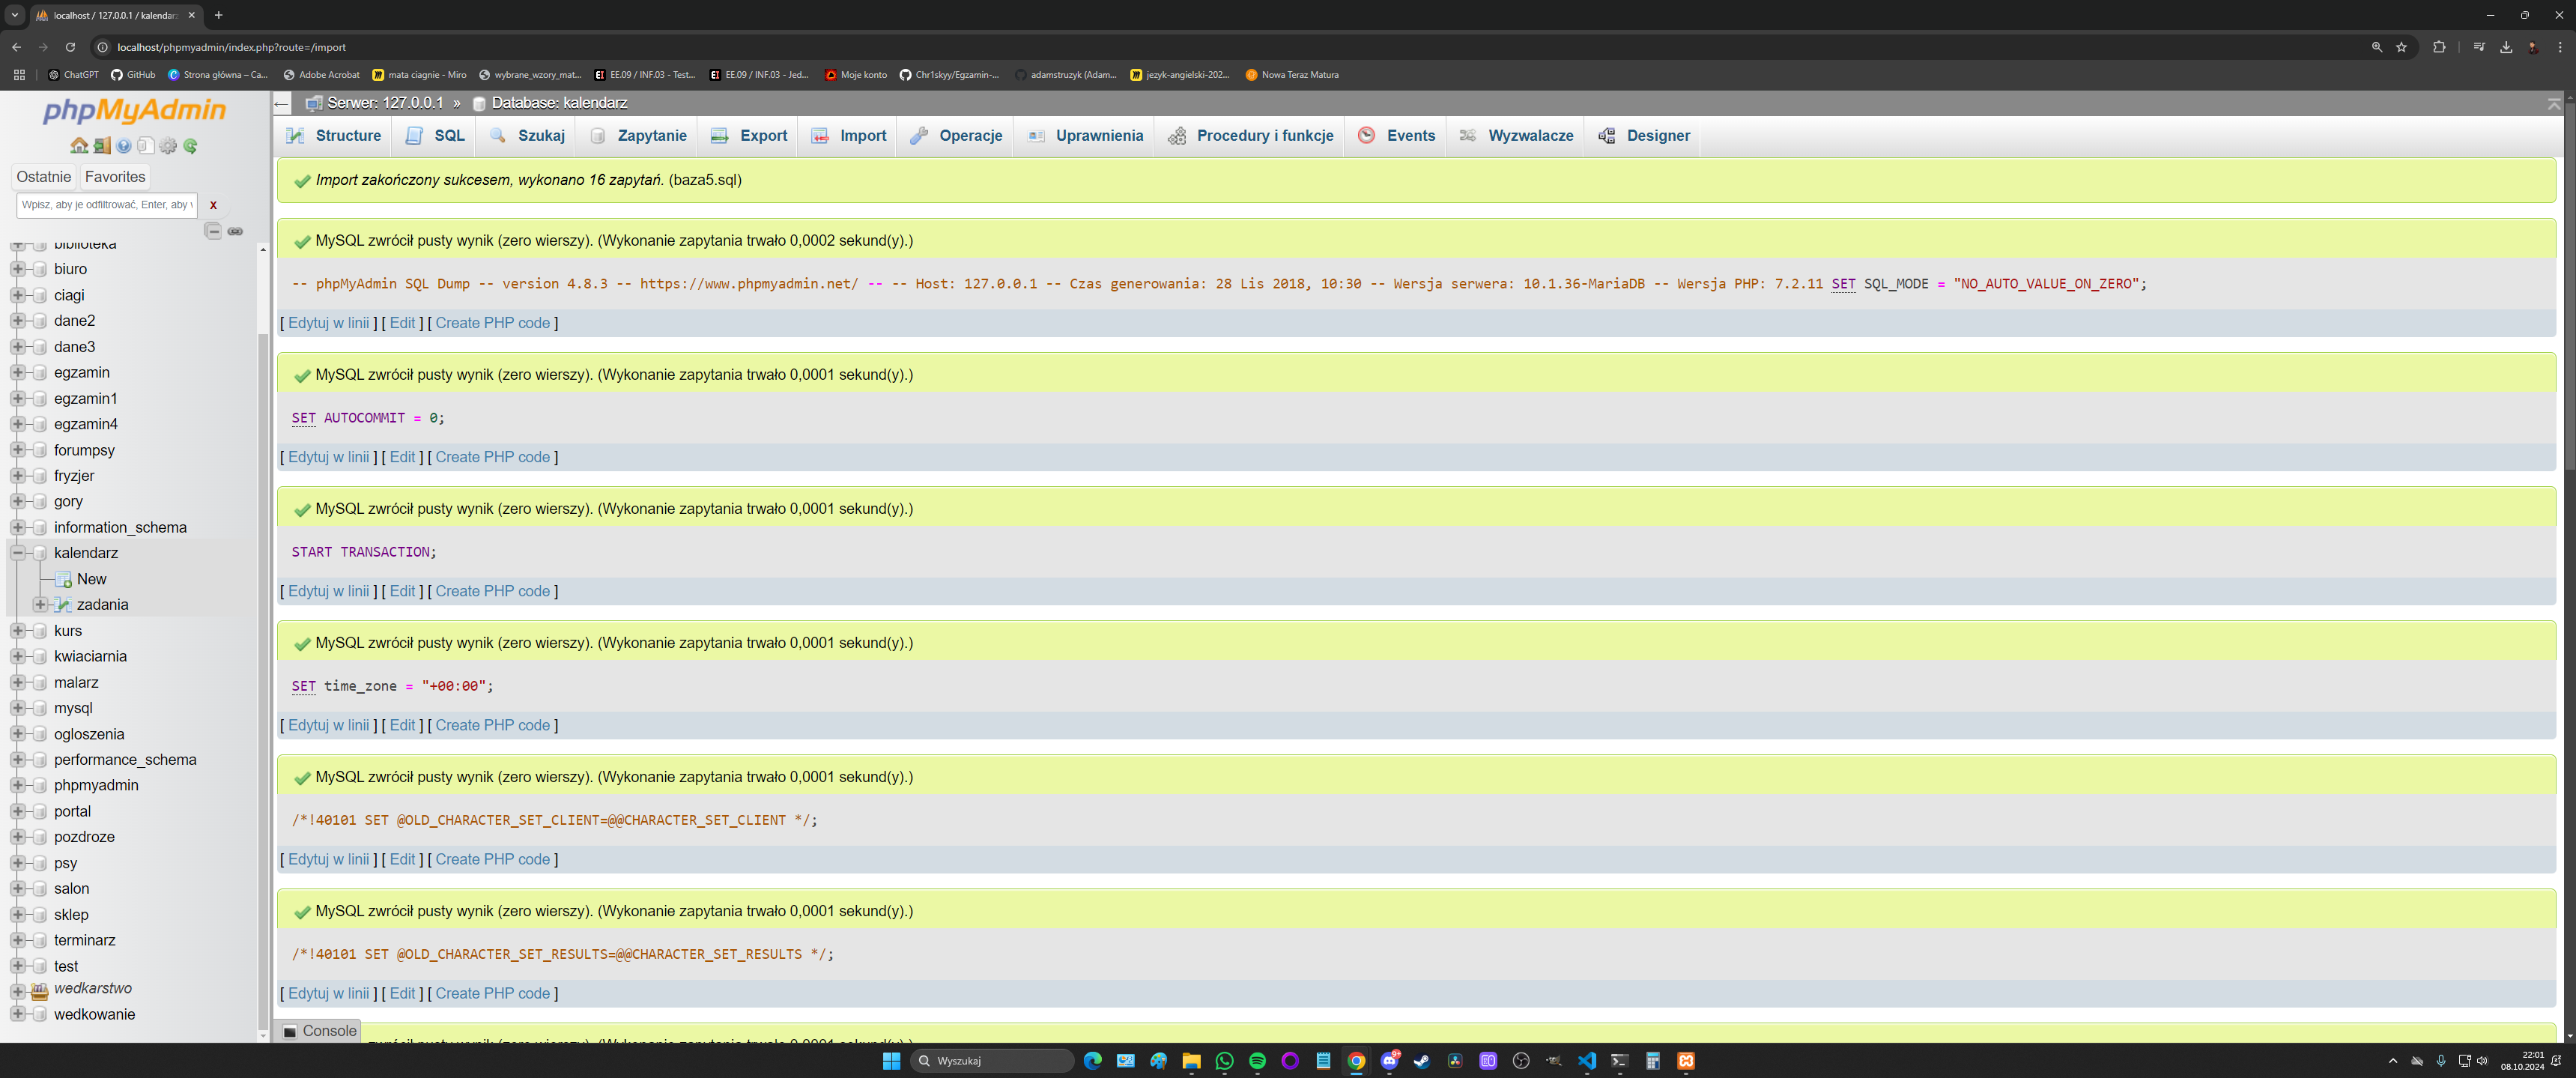 localhost / 127.0.0.1 / kalendarz
localhost/phpmyadmin/index.php?route=/import
ChatGPT GitHub Strona główna – Ca... Adobe Acrobat mata ciagnie - Miro wybrane_wzory_mat... EE.09 / INF.03 - Test... EE.09 / INF.03 - Jed... Moje konto Chr1skyy/Egzamin-... adamstruzyk (Adam... jezyk-angielski-202... Nowa Teraz Matura
phpMyAdmin
Ostatnie Favorites
Wpisz, aby je odfiltrować, Enter, aby
X
biblioteka
biuro
ciagi
dane2
dane3
egzamin
egzamin1
egzamin4
forumpsy
fryzjer
gory
information_schema
kalendarz
New
zadania
kurs
kwiaciarnia
malarz
mysql
ogloszenia
performance_schema
phpmyadmin
portal
pozdroze
psy
salon
sklep
terminarz
test
wedkarstwo
wedkowanie
Serwer: 127.0.0.1 » Database: kalendarz
Structure SQL Szukaj Zapytanie Export Import Operacje Uprawnienia Procedury i funkcje Events Wyzwalacze Designer
Import zakończony sukcesem, wykonano 16 zapytań. (baza5.sql)
MySQL zwrócił pusty wynik (zero wierszy). (Wykonanie zapytania trwało 0,0002 sekund(y).)
-- phpMyAdmin SQL Dump -- version 4.8.3 -- https://www.phpmyadmin.net/ -- -- Host: 127.0.0.1 -- Czas generowania: 28 Lis 2018, 10:30 -- Wersja serwera: 10.1.36-MariaDB -- Wersja PHP: 7.2.11 SET SQL_MODE = "NO_AUTO_VALUE_ON_ZERO";
[ Edytuj w linii ] [ Edit ] [ Create PHP code ]
MySQL zwrócił pusty wynik (zero wierszy). (Wykonanie zapytania trwało 0,0001 sekund(y).)
SET AUTOCOMMIT = 0;
[ Edytuj w linii ] [ Edit ] [ Create PHP code ]
MySQL zwrócił pusty wynik (zero wierszy). (Wykonanie zapytania trwało 0,0001 sekund(y).)
START TRANSACTION;
[ Edytuj w linii ] [ Edit ] [ Create PHP code ]
MySQL zwrócił pusty wynik (zero wierszy). (Wykonanie zapytania trwało 0,0001 sekund(y).)
SET time_zone = "+00:00";
[ Edytuj w linii ] [ Edit ] [ Create PHP code ]
MySQL zwrócił pusty wynik (zero wierszy). (Wykonanie zapytania trwało 0,0001 sekund(y).)
/*!40101 SET @OLD_CHARACTER_SET_CLIENT=@@CHARACTER_SET_CLIENT */;
[ Edytuj w linii ] [ Edit ] [ Create PHP code ]
MySQL zwrócił pusty wynik (zero wierszy). (Wykonanie zapytania trwało 0,0001 sekund(y).)
/*!40101 SET @OLD_CHARACTER_SET_RESULTS=@@CHARACTER_SET_RESULTS */;
[ Edytuj w linii ] [ Edit ] [ Create PHP code ]
Console
zwrócił pusty wynik (zero wierszy). (Wykonanie zapytania trwało 0,0001 sekund(y).)
Wyszukaj
22:01
08.10.2024